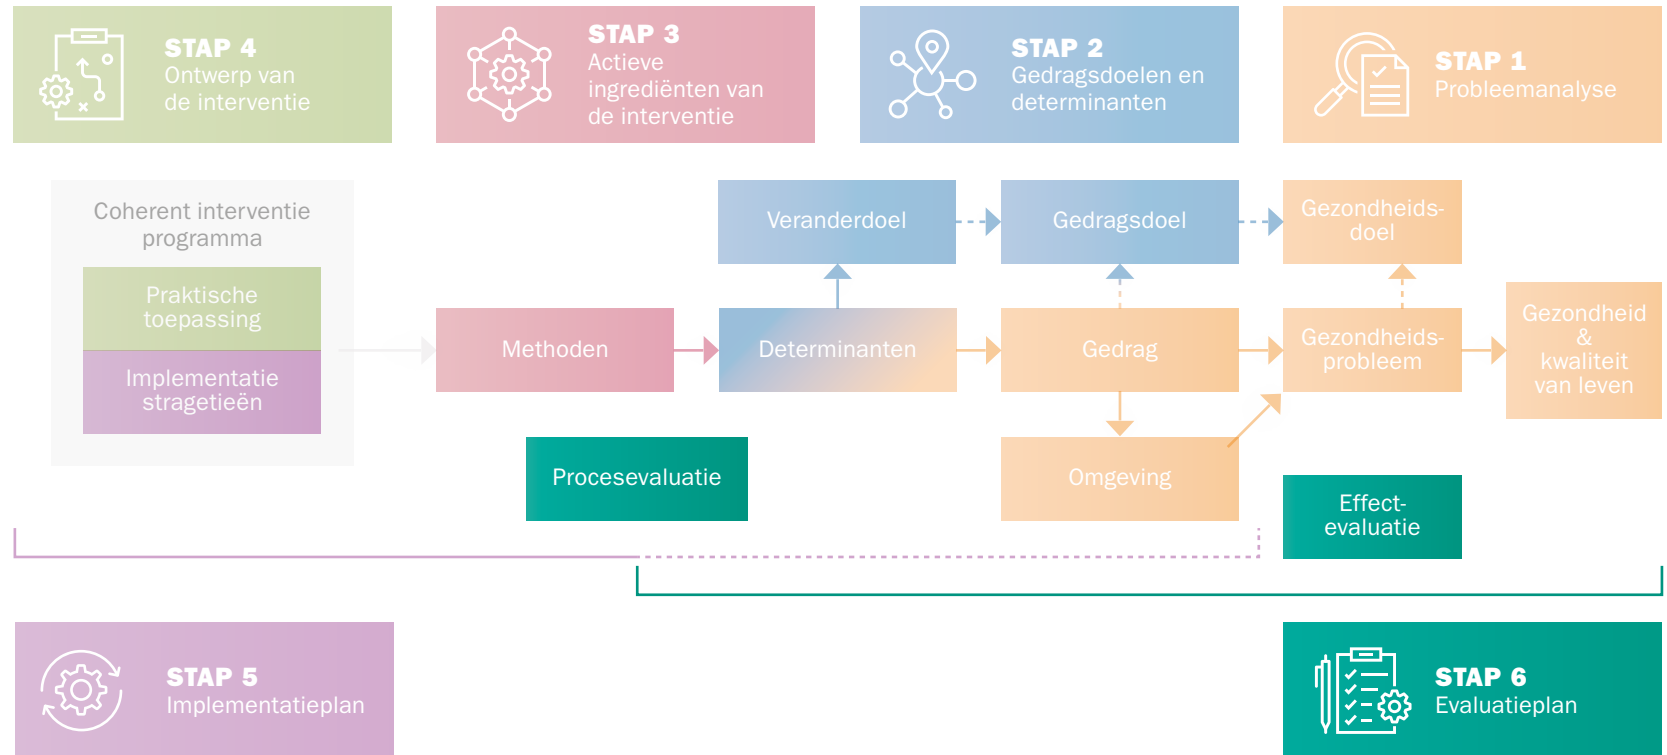 STAP 4
Ontwerp van
de interventie
STAP 3
Actieve
ingrediënten van
de interventie
STAP 2
Gedragsdoelen en
determinanten
STAP 1
Probleemanalyse
Coherent interventie
programma
Praktische
toepassing
Implementatie
stragetieën
Veranderdoel
Gedragsdoel
Gezondheids-
doel
Methoden
Determinanten
Gedrag
Gezondheids-
probleem
Gezondheid
&
kwaliteit
van leven
Procesevaluatie
Omgeving
Effect-
evaluatie
STAP 5
Implementatieplan
STAP 6
Evaluatieplan